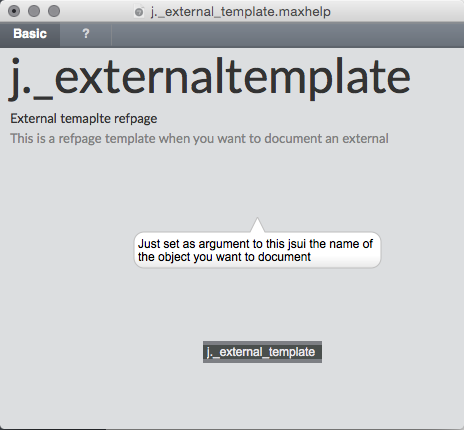 j._external_template.maxhelp
Basic
?
j._externaltemplate
External temaplte refpage
This is a refpage template when you want to document an external
Just set as argument to this jsui the name of
the object you want to document
j._external_template